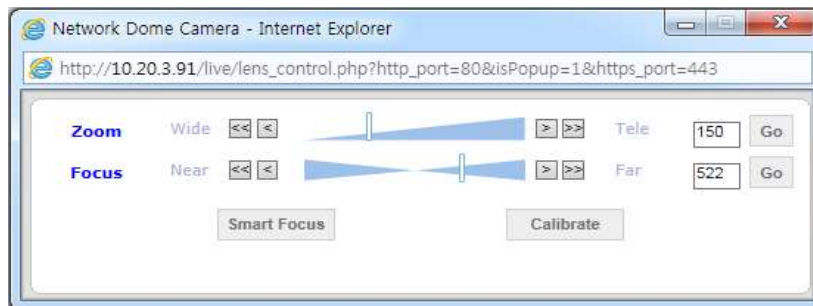 Network Dome Camera - Internet Explorer
http://10.20.3.91/live/lens_control.php?http_port=80&isPopup=1&https_port=443
Zoom Wide << < > >> Tele 150 Go
Focus Near << < > >> Far 522 Go
Smart Focus Calibrate